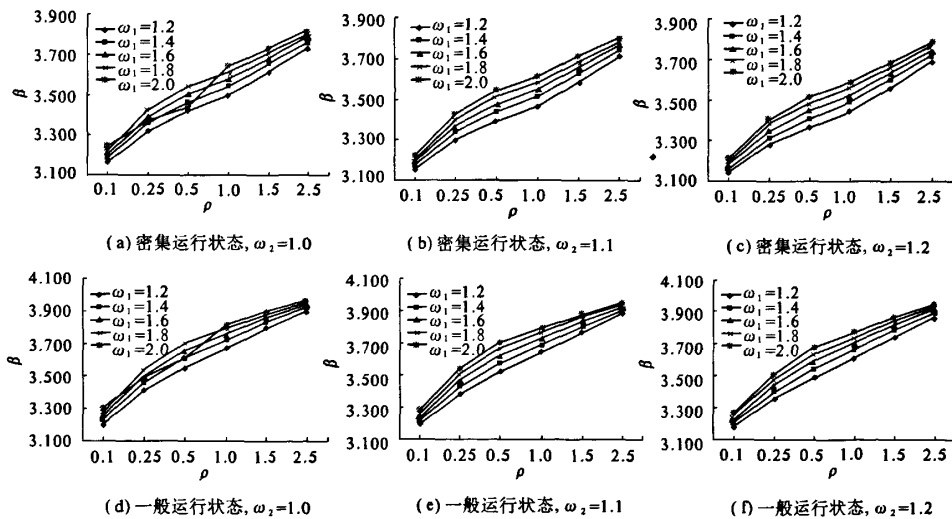 3.900
3.700
3.500
3.300
3.100
β
ω₁=1.2
ω₁=1.4
ω₁=1.6
ω₁=1.8
ω₁=2.0
0.1 0.25 0.5 1.0 1.5 2.5
ρ
(a) 密集运行状态, ω₂=1.0
3.900
3.700
3.500
3.300
3.100
β
ω₁=1.2
ω₁=1.4
ω₁=1.6
ω₁=1.8
ω₁=2.0
0.1 0.25 0.5 1.0 1.5 2.5
ρ
(b) 密集运行状态, ω₂=1.1
3.900
3.700
3.500
3.300
3.100
β
ω₁=1.2
ω₁=1.4
ω₁=1.6
ω₁=1.8
ω₁=2.0
0.1 0.25 0.5 1.0 1.5 2.5
ρ
(c) 密集运行状态, ω₂=1.2
4.100
3.900
3.700
3.500
3.300
3.100
β
ω₁=1.2
ω₁=1.4
ω₁=1.6
ω₁=1.8
ω₁=2.0
0.1 0.25 0.5 1.0 1.5 2.5
ρ
(d) 一般运行状态, ω₂=1.0
4.100
3.900
3.700
3.500
3.300
3.100
β
ω₁=1.2
ω₁=1.4
ω₁=1.6
ω₁=1.8
ω₁=2.0
0.1 0.25 0.5 1.0 1.5 2.5
ρ
(e) 一般运行状态, ω₂=1.1
4.100
3.900
3.700
3.500
3.300
3.100
β
ω₁=1.2
ω₁=1.4
ω₁=1.6
ω₁=1.8
ω₁=2.0
0.1 0.25 0.5 1.0 1.5 2.5
ρ
(f) 一般运行状态, ω₂=1.2